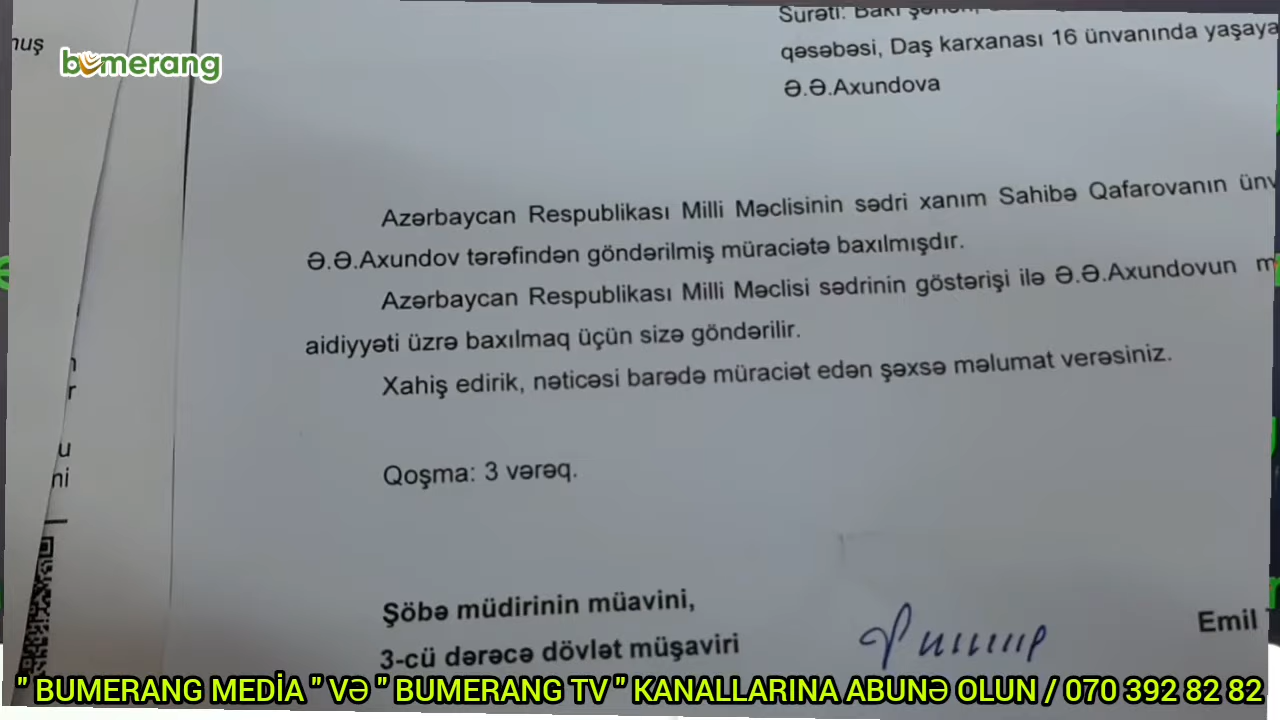 nuş
bumerang
Surəti: Bakı
qəsəbəsi, Daş karxanası 16 ünvanında
Ə.Ə.Axundova
Azərbaycan Respublikası Milli Məclisinin sədri xanım Sahibə Qafarovanın
Ə.Ə.Axundov tərəfindən göndərilmiş müraciətə baxılmışdır.
Azərbaycan Respublikası Milli Məclisi sədrinin göstərişi ilə Ə.Ə.Axundovun
aidiyyəti üzrə baxılmaq üçün sizə göndərilir.
Xahiş edirik, nəticəsi barədə müraciət edən şəxsə məlumat verəsiniz.
Qoşma: 3 vərəq.
Şöbə müdirinin müavini,
3-cü dərəcə dövlət müşaviri
Emil
" BUMERANG MEDİA " VƏ " BUMERANG TV " KANALLARINA ABUNƏ OLUN / 070 392 82 82